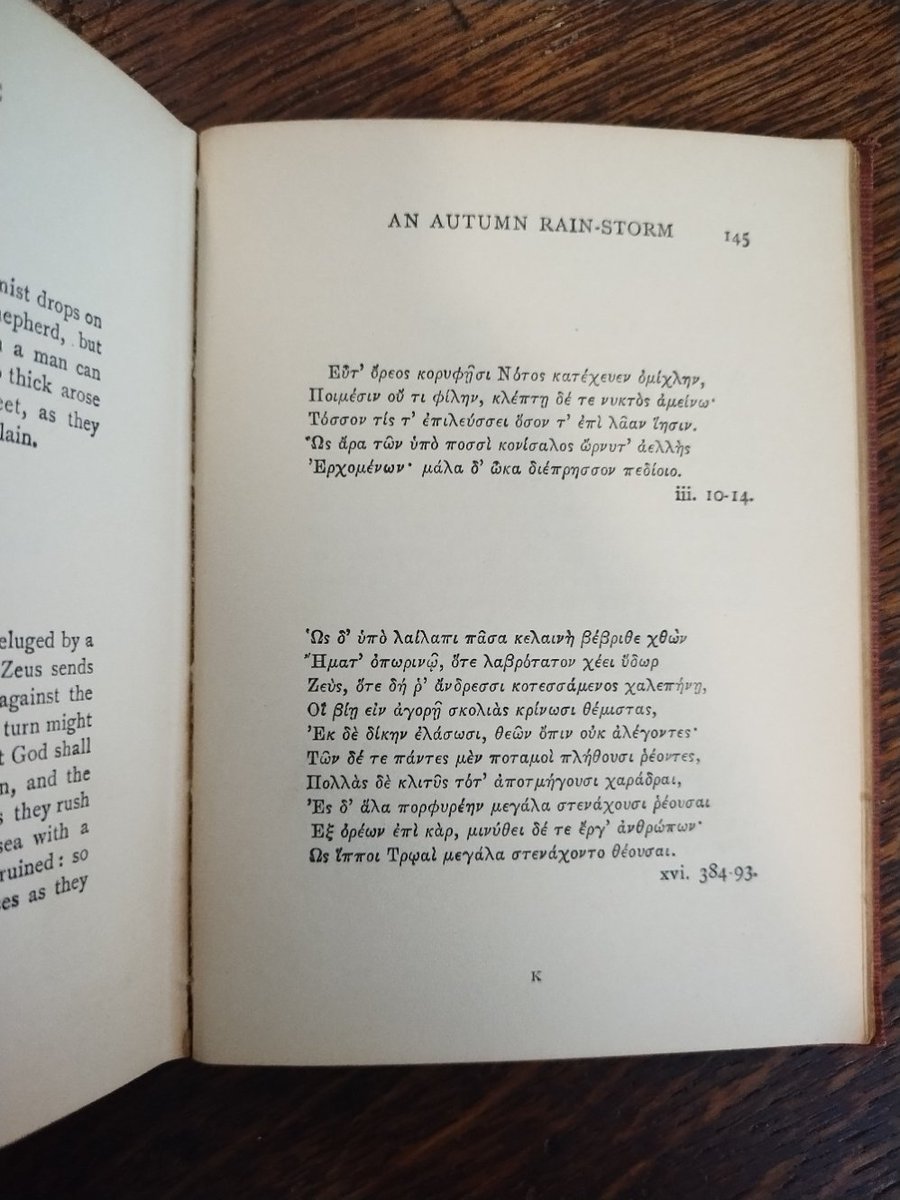 mist drops on
but
a man can
thick arose
as they
AN AUTUMN RAIN-STORM 145
Εὖτ' ὄρεος κορυφῇσι Νότος κατέχευεν ὀμίχλην,
Ποιμέσιν οὔ τι φίλην, κλέπτῃ δέ τε νυκτὸς ἀμείνω·
Τόσσον τίς τ' ἐπιλεύσσει ὅσον τ' ἐπὶ λᾶαν ἵησιν.
Ὣς ἄρα τῶν ὑπὸ ποσσὶ κονίσαλος ὤρνυτ' ἀελλὴς
Ἐρχομένων· μάλα δ' ὦκα διέπρησσον πεδίοιο.
iii. 10-14.
by a
Zeus sends
against the
turn might
God shall
and the
they rush
sea with a
ruined: so
as they
Ὡς δ' ὑπὸ λαίλαπι πᾶσα κελαινὴ βέβριθε χθὼν
Ἤματ' ὀπωρινῷ, ὅτε λαβρότατον χέει ὕδωρ
Ζεὺς, ὅτε δή ῥ' ἄνδρεσσι κοτεσσάμενος χαλεπήνῃ,
Οἳ βίῃ εἰν ἀγορῇ σκολιὰς κρίνωσι θέμιστας,
Ἐκ δὲ δίκην ἐλάσωσι, θεῶν ὄπιν οὐκ ἀλέγοντες·
Τῶν δέ τε πάντες μὲν ποταμοὶ πλήθουσι ῥέοντες,
Πολλὰς δὲ κλιτῦς τότ' ἀποτμήγουσι χαράδραι,
Ἐς δ' ἅλα πορφυρέην μεγάλα στενάχουσι ῥέουσαι
Εξ ὀρέων ἐπὶ κὰρ, μινύθει δέ τε ἔργ' ἀνθρώπων·
Ὣς ἵπποι Τρῳαὶ μεγάλα στενάχοντο θέουσαι.
xvi. 384-93.
K